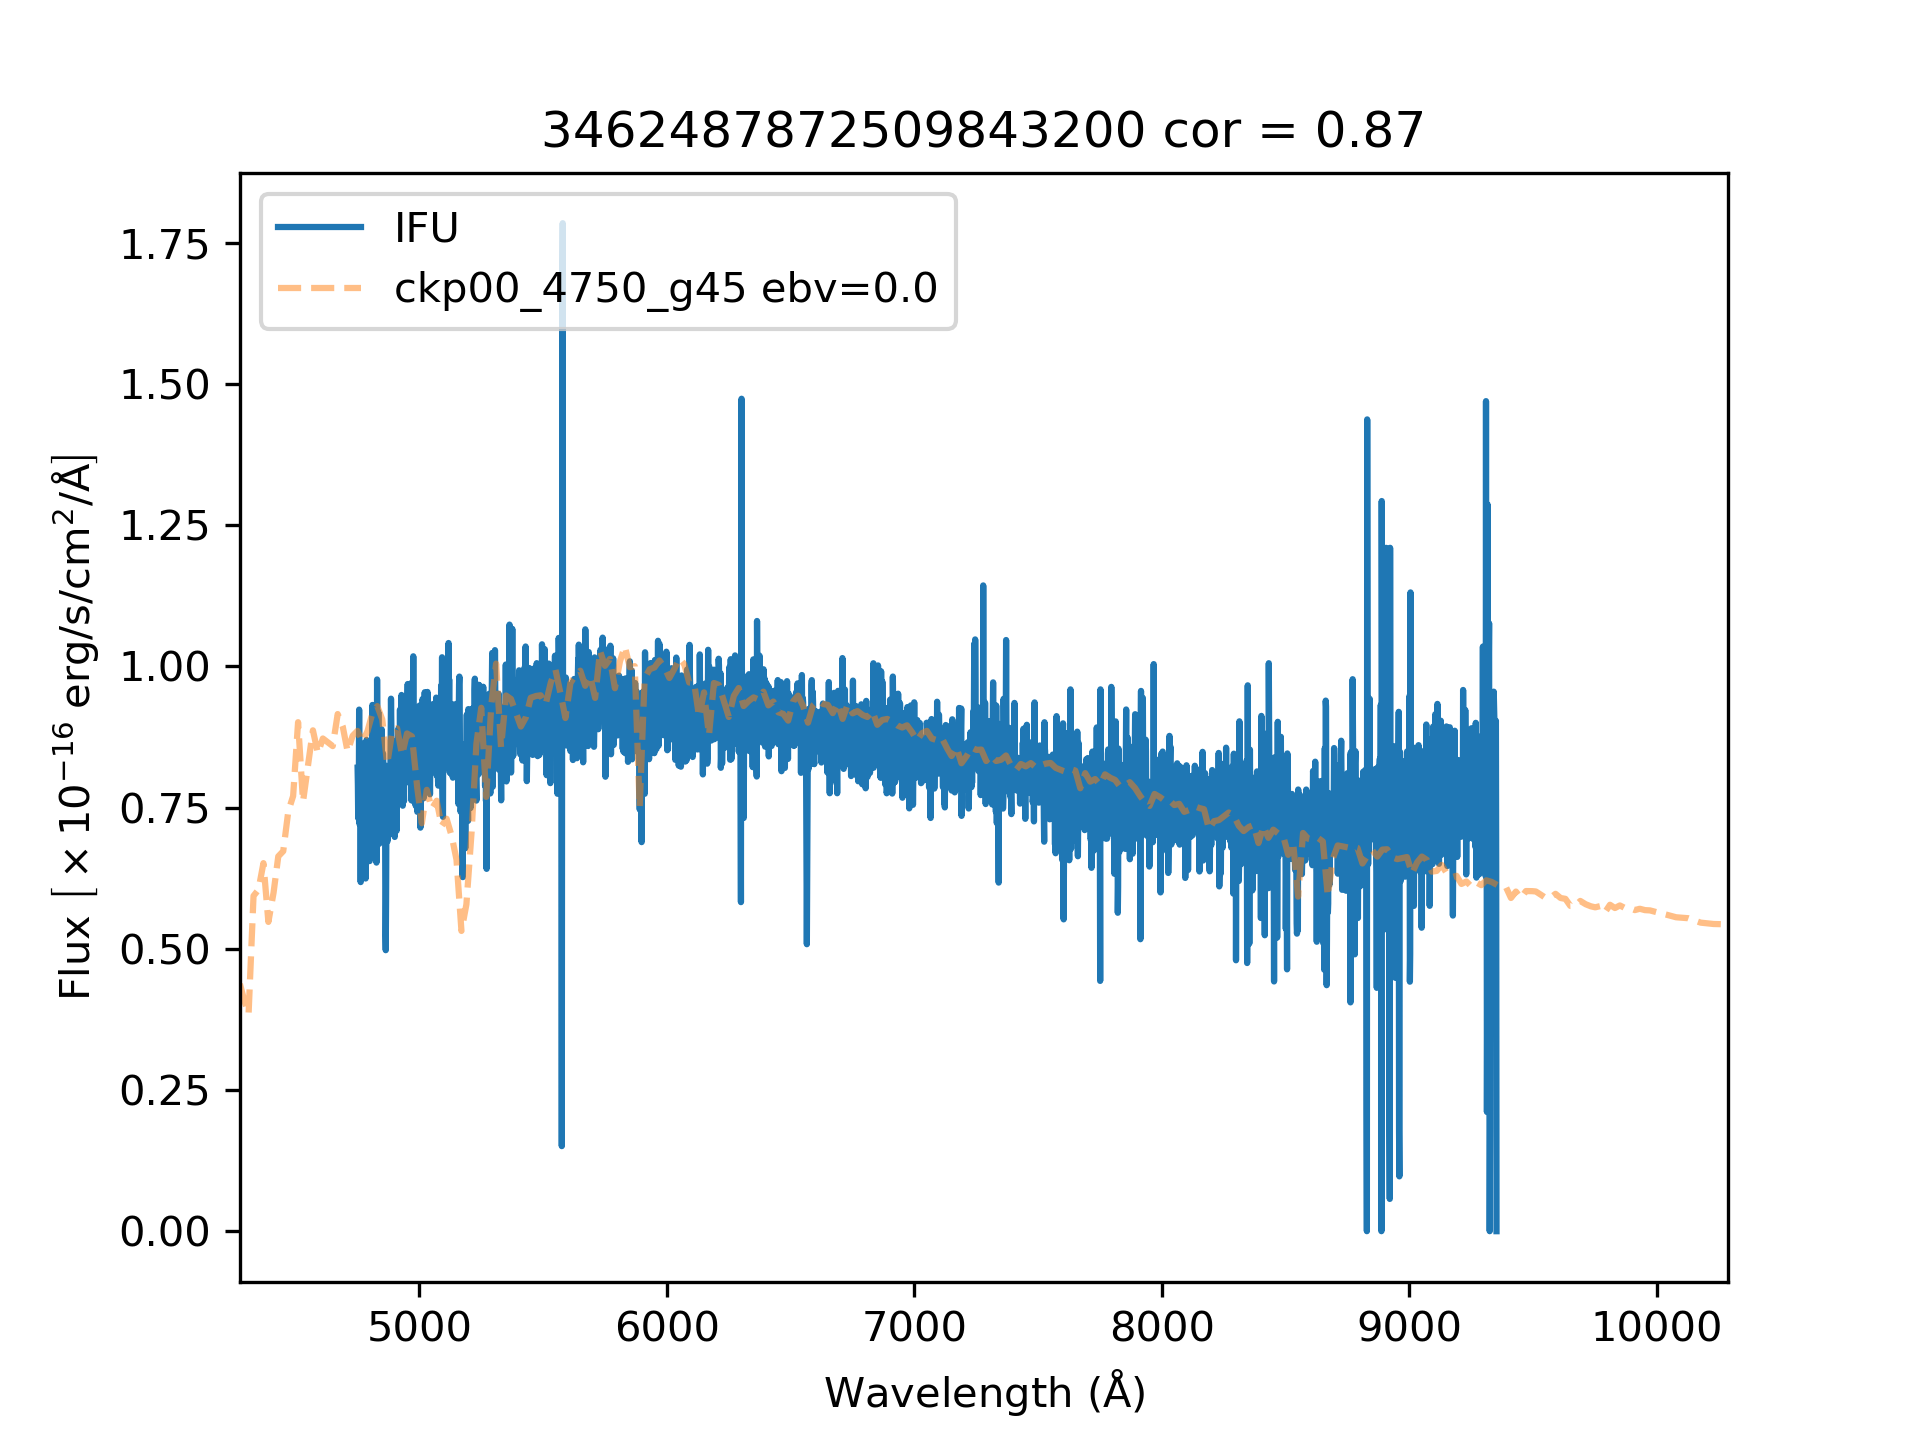 3462487872509843200 cor = 0.87
IFU
ckp00_4750_g45 ebv=0.0
1.75
1.50
1.25
1.00
0.75
0.50
0.25
0.00
Flux [ × 10⁻¹⁶ erg/s/cm²/Å]
5000 6000 7000 8000 9000 10000
Wavelength (Å)